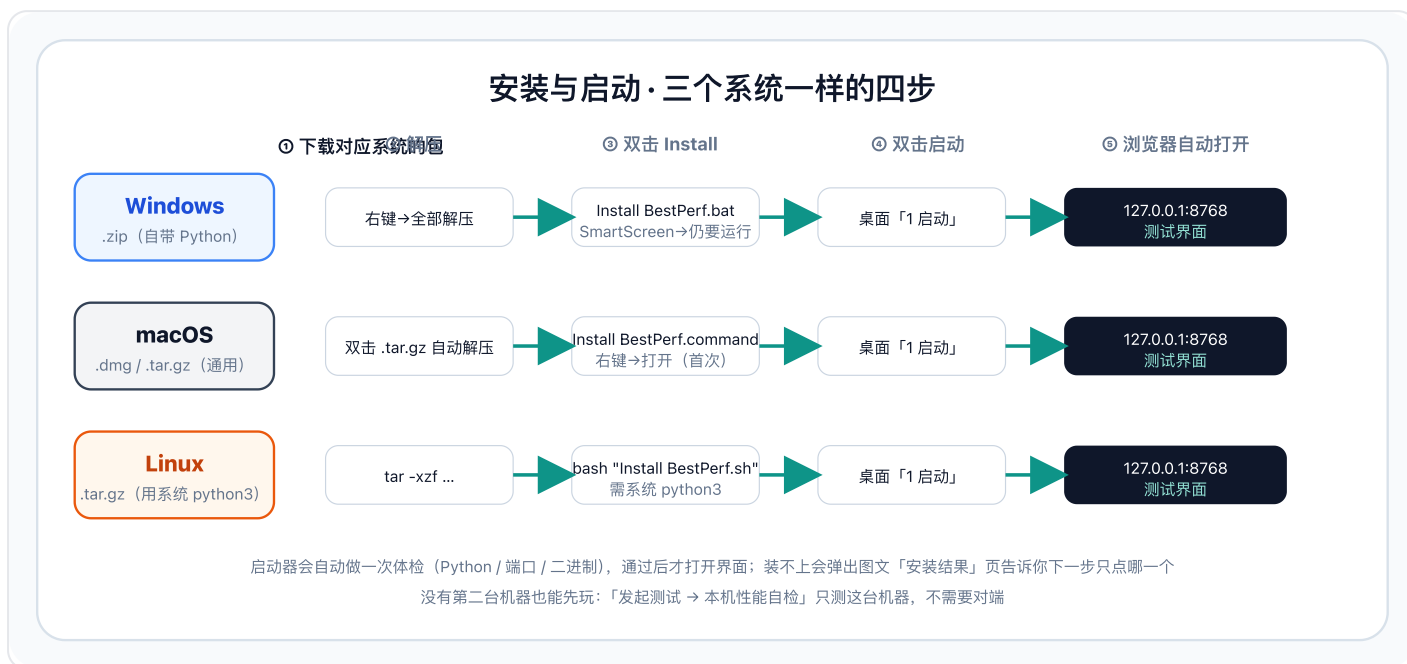 安装与启动 · 三个系统一样的四步
① 下载对应系统的包
② 解压
③ 双击 Install
④ 双击启动
⑤ 浏览器自动打开
Windows
.zip（自带 Python）
右键→全部解压
Install BestPerf.bat
SmartScreen→仍要运行
桌面「1 启动」
127.0.0.1:8768
测试界面
macOS
.dmg / .tar.gz（通用）
双击 .tar.gz 自动解压
Install BestPerf.command
右键→打开（首次）
桌面「1 启动」
127.0.0.1:8768
测试界面
Linux
.tar.gz（用系统 python3）
tar -xzf ...
bash "Install BestPerf.sh"
需系统 python3
桌面「1 启动」
127.0.0.1:8768
测试界面
启动器会自动做一次体检（Python / 端口 / 二进制），通过后才打开界面；装不上会弹出图文「安装结果」页告诉你下一步只点哪一个
没有第二台机器也能先玩：「发起测试 → 本机性能自检」只测这台机器，不需要对端